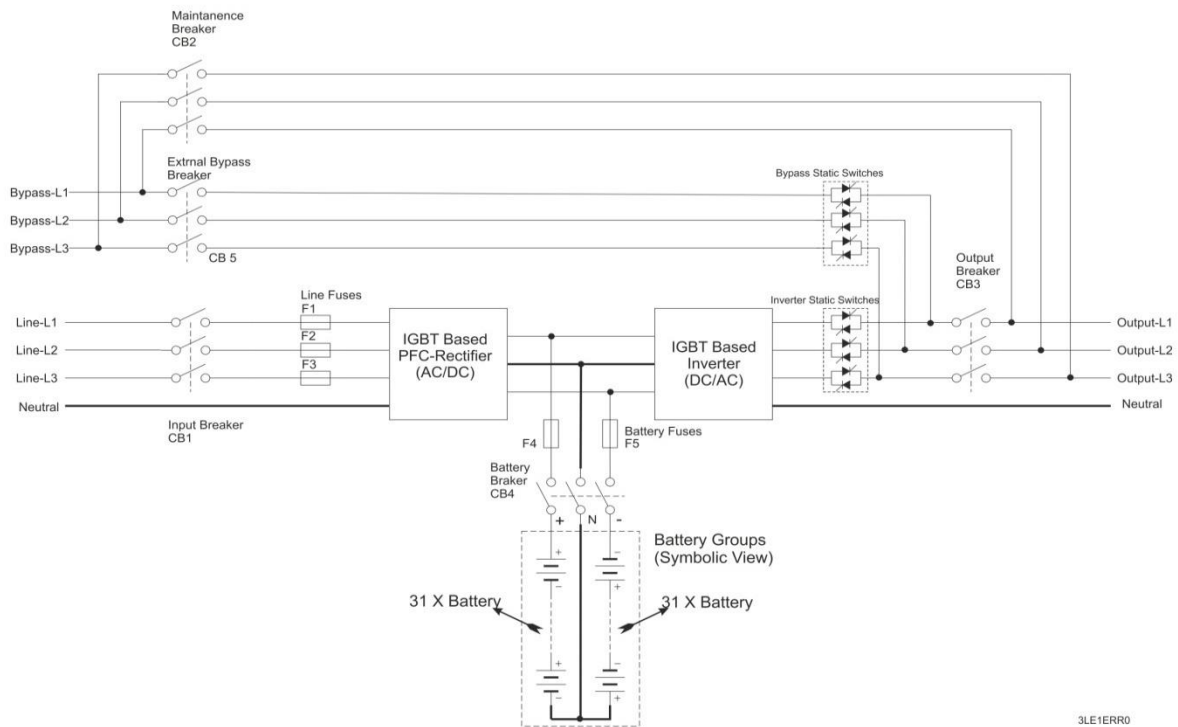 Maintanence
Breaker
CB2
Extrnal Bypass
Breaker
Bypass-L1
Bypass-L2
Bypass-L3
CB 5
Bypass Static Switches
Output
Breaker
CB3
Line Fuses
F1
F2
F3
Inverter Static Switches
Line-L1
Line-L2
Line-L3
Neutral
IGBT Based
PFC-Rectifier
(AC/DC)
IGBT Based
Inverter
(DC/AC)
Output-L1
Output-L2
Output-L3
Neutral
Input Breaker
CB1
F4
Battery Fuses
F5
Battery
Braker
CB4
+
N
-
Battery Groups
(Symbolic View)
+
-
-
+
31 X Battery
31 X Battery
+
-
-
+
3LE1ERR0